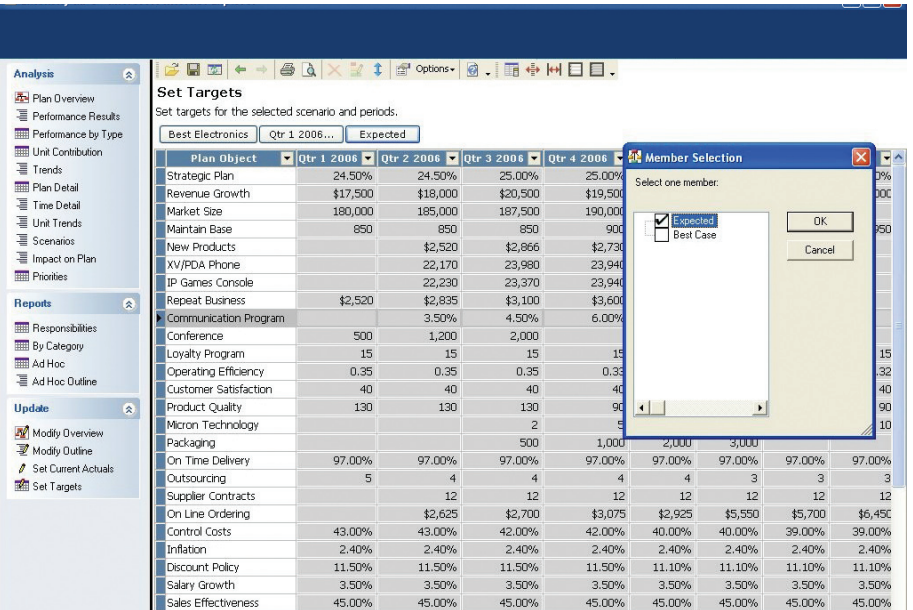 Analysis
Plan Overview
Performance Results
Performance by Type
Unit Contribution
Trends
Plan Detail
Time Detail
Unit Trends
Scenarios
Impact on Plan
Priorities
Reports
Responsibilities
By Category
Ad Hoc
Ad Hoc Outline
Update
Modify Overview
Modify Outline
Set Current Actuals
Set Targets
Options
Set Targets
Set targets for the selected scenario and periods.
Best Electronics Qtr 1 2006... Expected
Plan Object Qtr 1 2006 Qtr 2 2006 Qtr 3 2006 Qtr 4 2006
Strategic Plan 24.50% 24.50% 25.00% 25.00%
Revenue Growth $17,500 $18,000 $20,500 $19,500
Market Size 180,000 185,000 187,500 190,000
Maintain Base 850 850 850 900 950
New Products $2,520 $2,866 $2,730
XV/PDA Phone 22,170 23,980 23,940
IP Games Console 22,230 23,370 23,940
Repeat Business $2,520 $2,835 $3,100 $3,600
Communication Program 3.50% 4.50% 6.00%
Conference 500 1,200 2,000
Loyalty Program 15 15 15 15 15
Operating Efficiency 0.35 0.35 0.35 0.33 .32
Customer Satisfaction 40 40 40 40 40
Product Quality 130 130 130 90 90
Micron Technology 2 5 10
Packaging 500 1,000 2,000 3,000
On Time Delivery 97.00% 97.00% 97.00% 97.00% 97.00% 97.00% 97.00% 97.00%
Outsourcing 5 4 4 4 4 3 3 3
Supplier Contracts 12 12 12 12 12 12 12
On Line Ordering $2,625 $2,700 $3,075 $2,925 $5,550 $5,700 $6,450
Control Costs 43.00% 43.00% 42.00% 42.00% 40.00% 40.00% 39.00% 39.00%
Inflation 2.40% 2.40% 2.40% 2.40% 2.40% 2.40% 2.40% 2.40%
Discount Policy 11.50% 11.50% 11.50% 11.50% 11.10% 11.10% 11.10% 11.10%
Salary Growth 3.50% 3.50% 3.50% 3.50% 3.50% 3.50% 3.50% 3.50%
Sales Effectiveness 45.00% 45.00% 45.00% 45.00% 45.00% 45.00% 45.00% 45.00%
Member Selection
Select one member:
Expected
Best Case
OK
Cancel